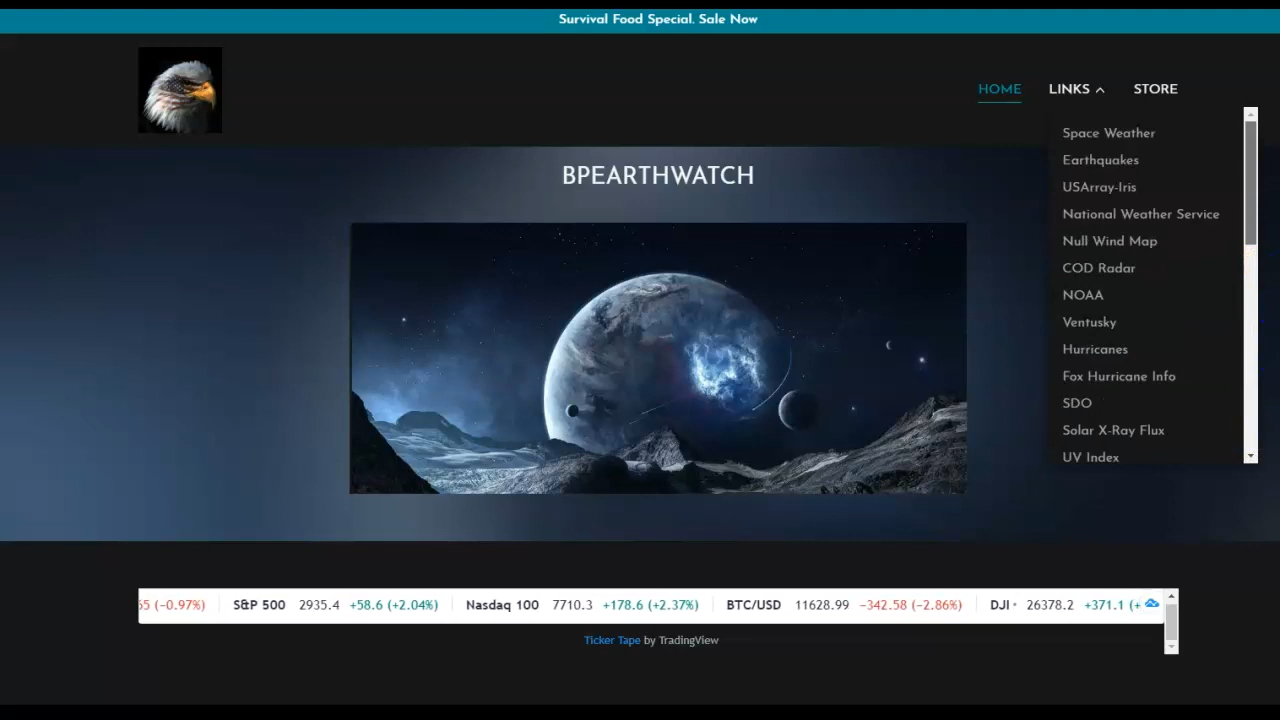 Survival Food Special. Sale Now
HOME LINKS STORE
Space Weather
Earthquakes
USArray-Iris
National Weather Service
Null Wind Map
COD Radar
NOAA
Ventusky
Hurricanes
Fox Hurricane Info
SDO
Solar X-Ray Flux
UV Index
BPEARTHWATCH
65 (−0.97%) S&P 500 2935.4 +58.6 (+2.04%) Nasdaq 100 7710.3 +178.6 (+2.37%) BTC/USD 11628.99 −342.58 (−2.86%) DJI 26378.2 +371.1 (+
Ticker Tape by TradingView